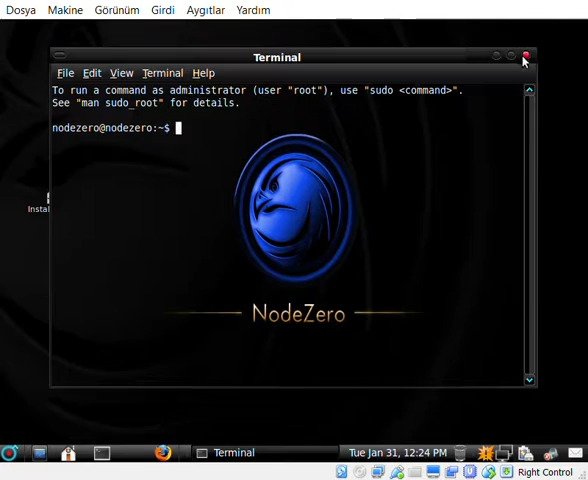 Dosya Makine Görünüm Girdi Aygıtlar Yardım
Terminal
File Edit View Terminal Help
To run a command as administrator (user "root"), use "sudo <command>".
See "man sudo_root" for details.
nodezero@nodezero:~$
Instal
NodeZero
Terminal Tue Jan 31, 12:24 PM
Right Control